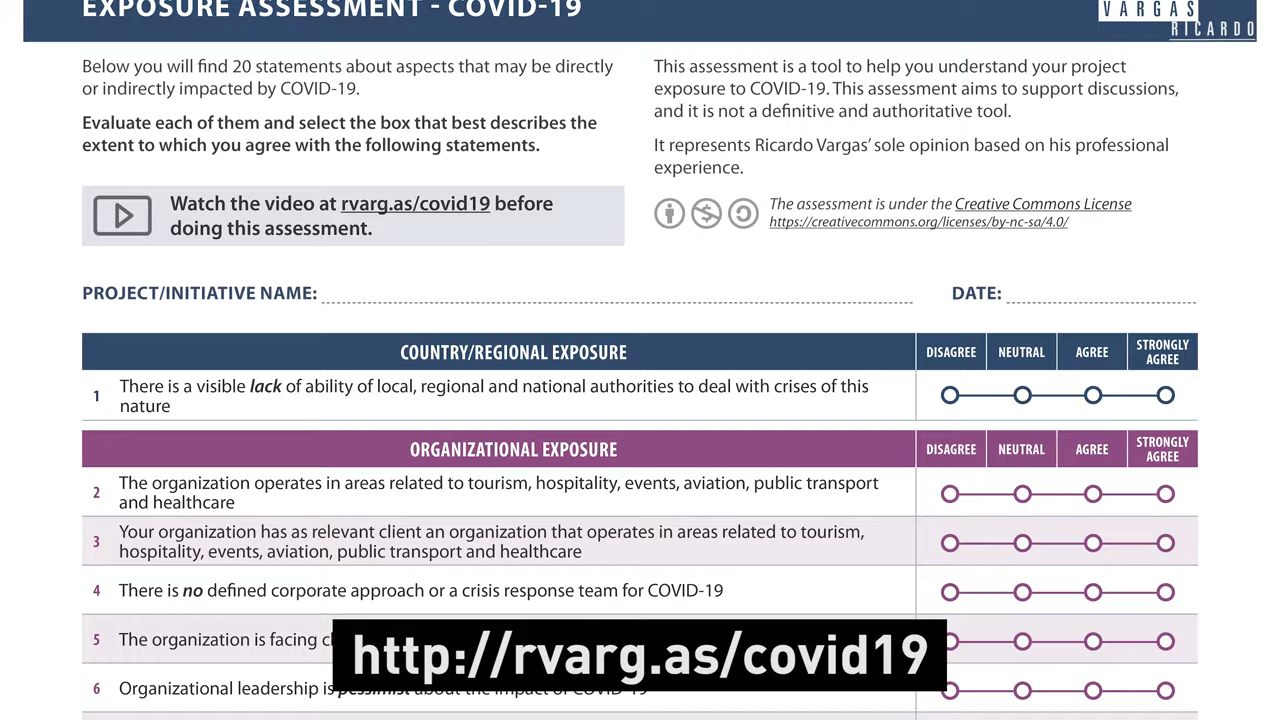 EXPOSURE ASSESSMENT - COVID-19
VARGAS
RICARDO
Below you will find 20 statements about aspects that may be directly
or indirectly impacted by COVID-19.
Evaluate each of them and select the box that best describes the
extent to which you agree with the following statements.
Watch the video at rvarg.as/covid19 before
doing this assessment.
This assessment is a tool to help you understand your project
exposure to COVID-19. This assessment aims to support discussions,
and it is not a definitive and authoritative tool.
It represents Ricardo Vargas' sole opinion based on his professional
experience.
The assessment is under the Creative Commons License
https://creativecommons.org/licenses/by-nc-sa/4.0/
PROJECT/INITIATIVE NAME:
DATE:
COUNTRY/REGIONAL EXPOSURE DISAGREE NEUTRAL AGREE STRONGLY
AGREE
1 There is a visible lack of ability of local, regional and national authorities to deal with crises of this
nature
ORGANIZATIONAL EXPOSURE DISAGREE NEUTRAL AGREE STRONGLY
AGREE
2 The organization operates in areas related to tourism, hospitality, events, aviation, public transport
and healthcare
3 Your organization has as relevant client an organization that operates in areas related to tourism,
hospitality, events, aviation, public transport and healthcare
4 There is no defined corporate approach or a crisis response team for COVID-19
5 The organization is facing
6 Organizational leadership is pessimist about the impact of COVID-19
http://rvarg.as/covid19